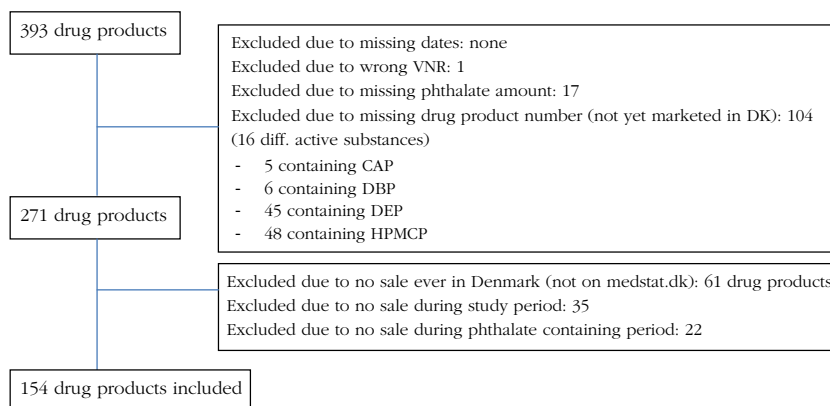 393 drug products
Excluded due to missing dates: none
Excluded due to wrong VNR: 1
Excluded due to missing phthalate amount: 17
Excluded due to missing drug product number (not yet marketed in DK): 104
(16 diff. active substances)
- 5 containing CAP
- 6 containing DBP
- 45 containing DEP
- 48 containing HPMCP
271 drug products
Excluded due to no sale ever in Denmark (not on medstat.dk): 61 drug products
Excluded due to no sale during study period: 35
Excluded due to no sale during phthalate containing period: 22
154 drug products included